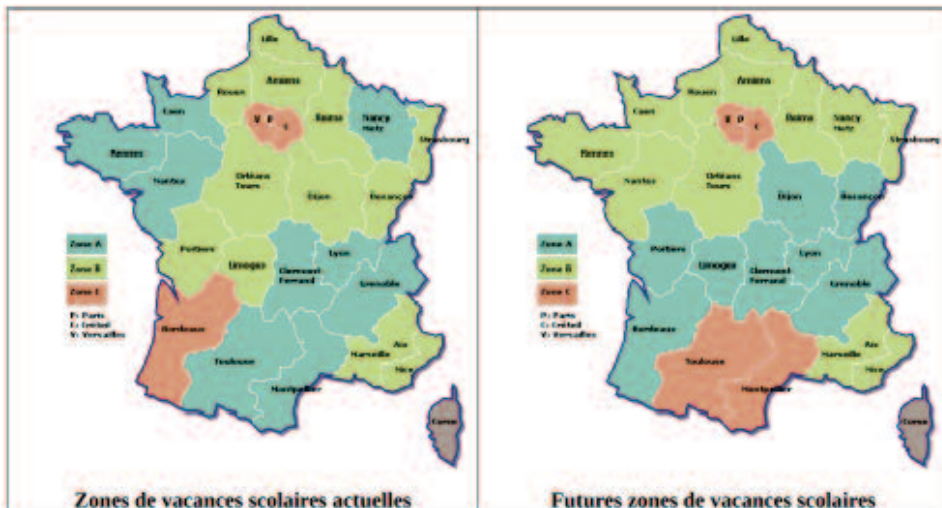 Lille
Amiens
Rouen
Caen
Reims
Nancy
Metz
Strasbourg
V P C
Rennes
Nantes
Orléans
Tours
Dijon
Besançon
Poitiers
Limoges
Clermont
Ferrand
Lyon
Grenoble
Bordeaux
Toulouse
Montpellier
Aix
Marseille
Nice
Corse
Zone A
Zone B
Zone C
P: Paris
C: Créteil
V: Versailles
Zones de vacances scolaires actuelles
Lille
Amiens
Rouen
Caen
Reims
Nancy
Metz
Strasbourg
V P C
Rennes
Nantes
Orléans
Tours
Dijon
Besançon
Poitiers
Limoges
Clermont
Ferrand
Lyon
Grenoble
Bordeaux
Toulouse
Montpellier
Aix
Marseille
Nice
Corse
Zone A
Zone B
Zone C
P: Paris
C: Créteil
V: Versailles
Futures zones de vacances scolaires